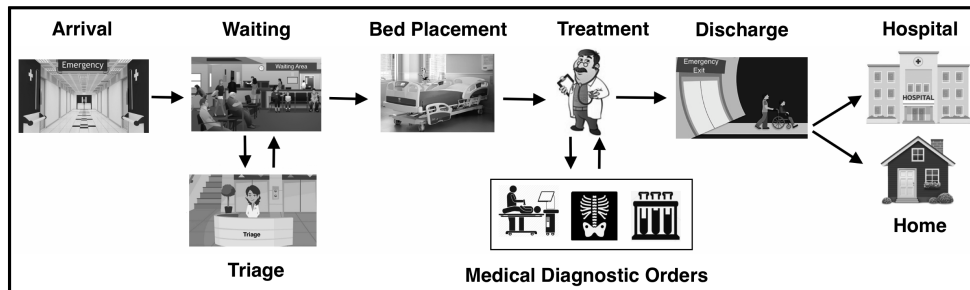 Arrival
Waiting
Bed Placement
Treatment
Discharge
Hospital
Emergency
Waiting Area
Emergency
Exit
HOSPITAL
Triage
Home
Triage
Medical Diagnostic Orders